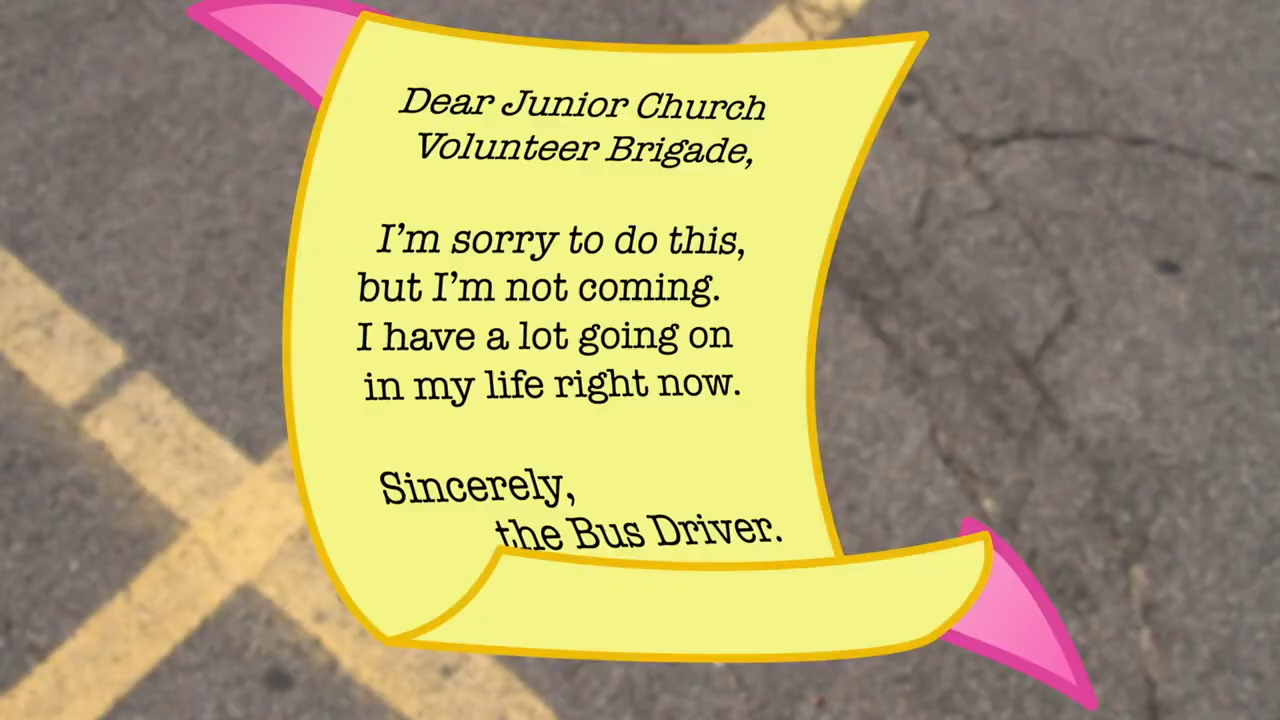 Dear Junior Church
Volunteer Brigade,
I'm sorry to do this,
but I'm not coming.
I have a lot going on
in my life right now.
Sincerely,
the Bus Driver.